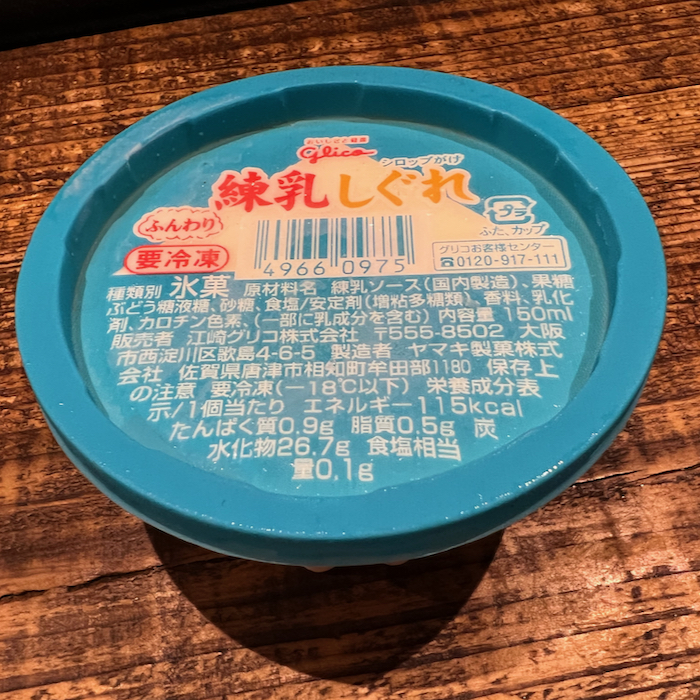 おいしさと健康
glico
シロップがけ
練乳しぐれ
ふんわり
要冷凍
4966 0975
プラ
ふた、カップ
グリコお客様センター
☎0120-917-111
種類別 氷菓 原材料名 練乳ソース(国内製造)、果糖
ぶどう糖液糖、砂糖、食塩/安定剤(増粘多糖類)、香料、乳化
剤、カロチン色素、(一部に乳成分を含む) 内容量 150ml
販売者 江崎グリコ株式会社 〒555-8502 大阪
市西淀川区歌島4-6-5 製造者 ヤマキ製菓株式
会社 佐賀県唐津市相知町牟田部1180 保存上
の注意 要冷凍(－18℃以下) 栄養成分表
示/1個当たり エネルギー115kcal
たんぱく質0.9g 脂質0.5g 炭
水化物26.7g 食塩相当
量0.1g